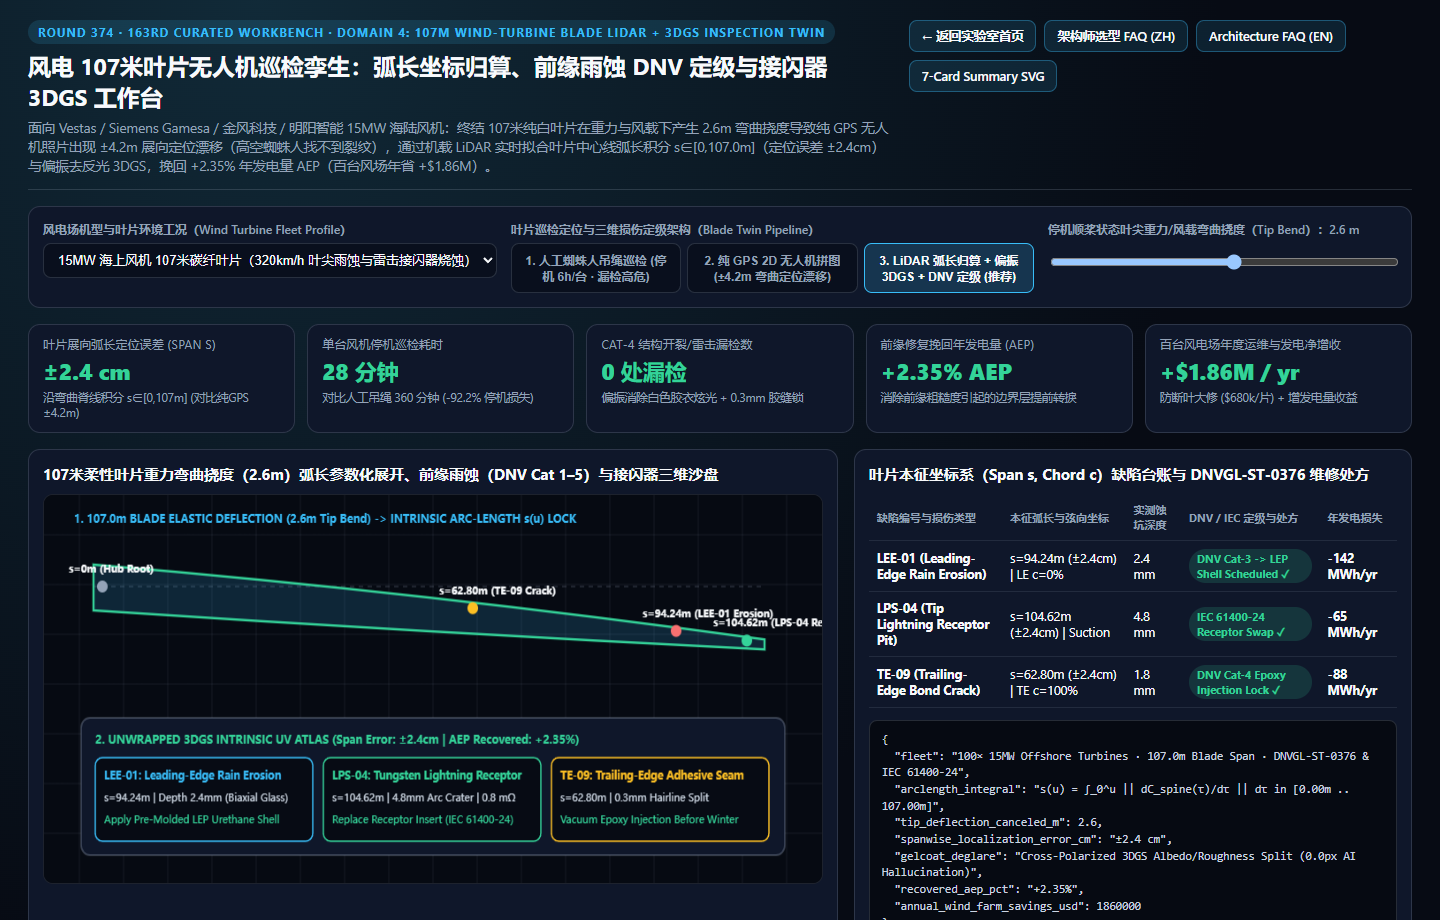 ROUND 374 · 163RD CURATED WORKBENCH · DOMAIN 4: 107M WIND-TURBINE BLADE LIDAR + 3DGS INSPECTION TWIN
风电 107米叶片无人机巡检孪生：弧长坐标归算、前缘雨蚀 DNV 定级与接闪器
3DGS 工作台
面向 Vestas / Siemens Gamesa / 金风科技 / 明阳智能 15MW 海陆风机：终结 107米纯白叶片在重力与风载下产生 2.6m 弯曲挠度导致纯 GPS 无人
机照片出现 ±4.2m 展向定位漂移（高空蜘蛛人找不到裂纹），通过机载 LiDAR 实时拟合叶片中心线弧长积分 s∈[0,107.0m]（定位误差 ±2.4cm）
与偏振去反光 3DGS，挽回 +2.35% 年发电量 AEP（百台风场年省 +$1.86M）。
← 返回实验室首页
架构师选型 FAQ (ZH)
Architecture FAQ (EN)
7-Card Summary SVG
风电场机型与叶片环境工况（Wind Turbine Fleet Profile）
15MW 海上风机 107米碳纤叶片（320km/h 叶尖雨蚀与雷击接闪器烧蚀）
叶片巡检定位与三维损伤定级架构（Blade Twin Pipeline）
1. 人工蜘蛛人吊绳巡检 (停
机 6h/台 · 漏检高危)
2. 纯 GPS 2D 无人机拼图
(±4.2m 弯曲定位漂移)
3. LiDAR 弧长归算 + 偏振
3DGS + DNV 定级 (推荐)
停机顺桨状态叶尖重力/风载弯曲挠度（Tip Bend）：2.6 m
叶片展向弧长定位误差 (SPAN S)
±2.4 cm
沿弯曲脊线积分 s∈[0,107m] (对比纯GPS
±4.2m)
单台风机停机巡检耗时
28 分钟
对比人工吊绳 360 分钟 (-92.2% 停机损失)
CAT-4 结构开裂/雷击漏检数
0 处漏检
偏振消除白色胶衣炫光 + 0.3mm 胶缝锁
前缘修复挽回年发电量 (AEP)
+2.35% AEP
消除前缘粗糙度引起的边界层提前转捩
百台风电场年度运维与发电净增收
+$1.86M / yr
防断叶大修 ($680k/片) + 增发电量收益
107米柔性叶片重力弯曲挠度（2.6m）弧长参数化展开、前缘雨蚀（DNV Cat 1–5）与接闪器三维沙盘
1. 107.0m BLADE ELASTIC DEFLECTION (2.6m Tip Bend) -> INTRINSIC ARC-LENGTH s(u) LOCK
s=0m (Hub Root)
s=62.80m (TE-09 Crack)
s=94.24m (LEE-01 Erosion)
s=104.62m (LPS-04 Re
2. UNWRAPPED 3DGS INTRINSIC UV ATLAS (Span Error: ±2.4cm | AEP Recovered: +2.35%)
LEE-01: Leading-Edge Rain Erosion
s=94.24m | Depth 2.4mm (Biaxial Glass)
Apply Pre-Molded LEP Urethane Shell
LPS-04: Tungsten Lightning Receptor
s=104.62m | 4.8mm Arc Crater | 0.8 mΩ
Replace Receptor Insert (IEC 61400-24)
TE-09: Trailing-Edge Adhesive Seam
s=62.80m | 0.3mm Hairline Split
Vacuum Epoxy Injection Before Winter
叶片本征坐标系（Span s, Chord c）缺陷台账与 DNVGL-ST-0376 维修处方
缺陷编号与损伤类型
本征弧长与弦向坐标
实测蚀
坑深度
DNV / IEC 定级与处方
年发电损失
LEE-01 (Leading-
Edge Rain Erosion)
s=94.24m (±2.4cm)
| LE c=0%
2.4
mm
DNV Cat-3 -> LEP
Shell Scheduled ✓
-142
MWh/yr
LPS-04 (Tip
Lightning Receptor
Pit)
s=104.62m
(±2.4cm) | Suction
4.8
mm
IEC 61400-24
Receptor Swap ✓
-65
MWh/yr
TE-09 (Trailing-
Edge Bond Crack)
s=62.80m (±2.4cm)
| TE c=100%
1.8
mm
DNV Cat-4 Epoxy
Injection Lock ✓
-88
MWh/yr
{
"fleet": "100× 15MW Offshore Turbines · 107.0m Blade Span · DNVGL-ST-0376 &
IEC 61400-24",
"arclength_integral": "s(u) = ∫_0^u || dC_spine(τ)/dτ || dτ in [0.00m ..
107.00m]",
"tip_deflection_canceled_m": 2.6,
"spanwise_localization_error_cm": "±2.4 cm",
"gelcoat_deglare": "Cross-Polarized 3DGS Albedo/Roughness Split (0.0px AI
Hallucination)",
"recovered_aep_pct": "+2.35%",
"annual_wind_farm_savings_usd": 1860000